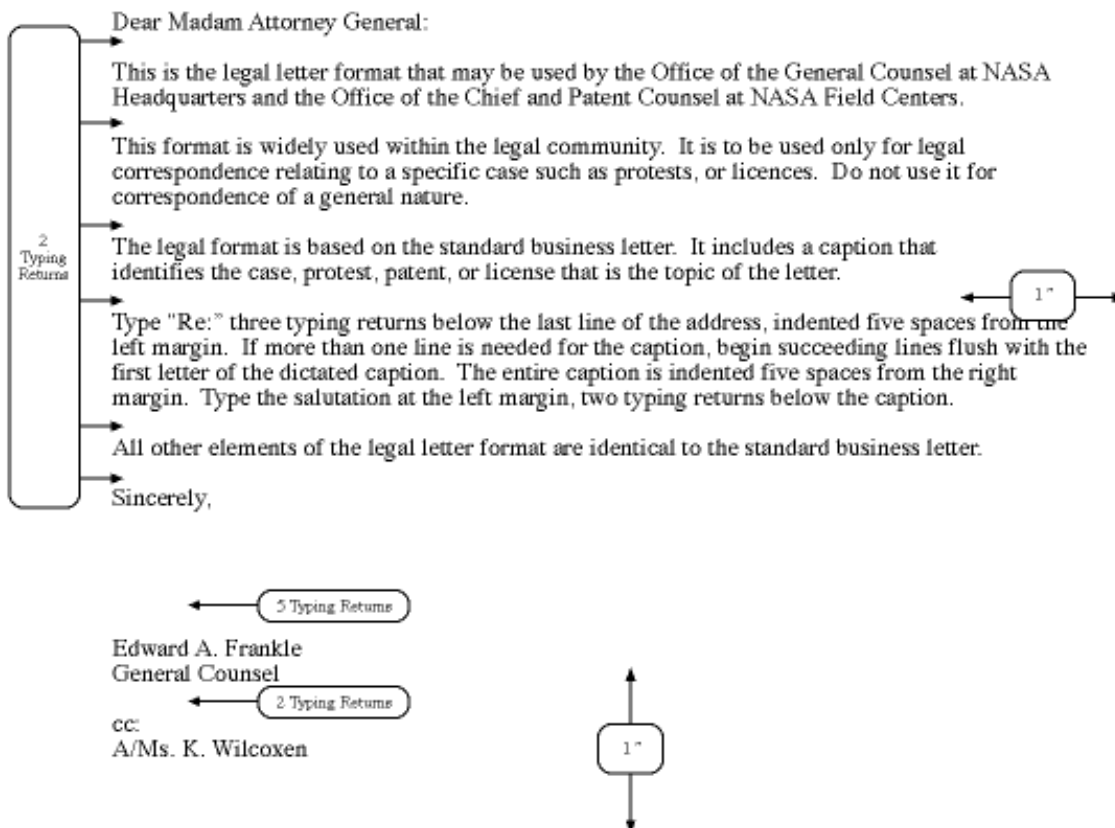 Dear Madam Attorney General:
This is the legal letter format that may be used by the Office of the General Counsel at NASA
Headquarters and the Office of the Chief and Patent Counsel at NASA Field Centers.
This format is widely used within the legal community.  It is to be used only for legal
correspondence relating to a specific case such as protests, or licences.  Do not use it for
correspondence of a general nature.
2
Typing
Returns
The legal format is based on the standard business letter.  It includes a caption that
identifies the case, protest, patent, or license that is the topic of the letter.
1"
Type "Re:" three typing returns below the last line of the address, indented five spaces from the
left margin.  If more than one line is needed for the caption, begin succeeding lines flush with the
first letter of the dictated caption.  The entire caption is indented five spaces from the right
margin.  Type the salutation at the left margin, two typing returns below the caption.
All other elements of the legal letter format are identical to the standard business letter.
Sincerely,
5 Typing Returns
Edward A. Frankle
General Counsel
2 Typing Returns
cc:
A/Ms. K. Wilcoxen
1"